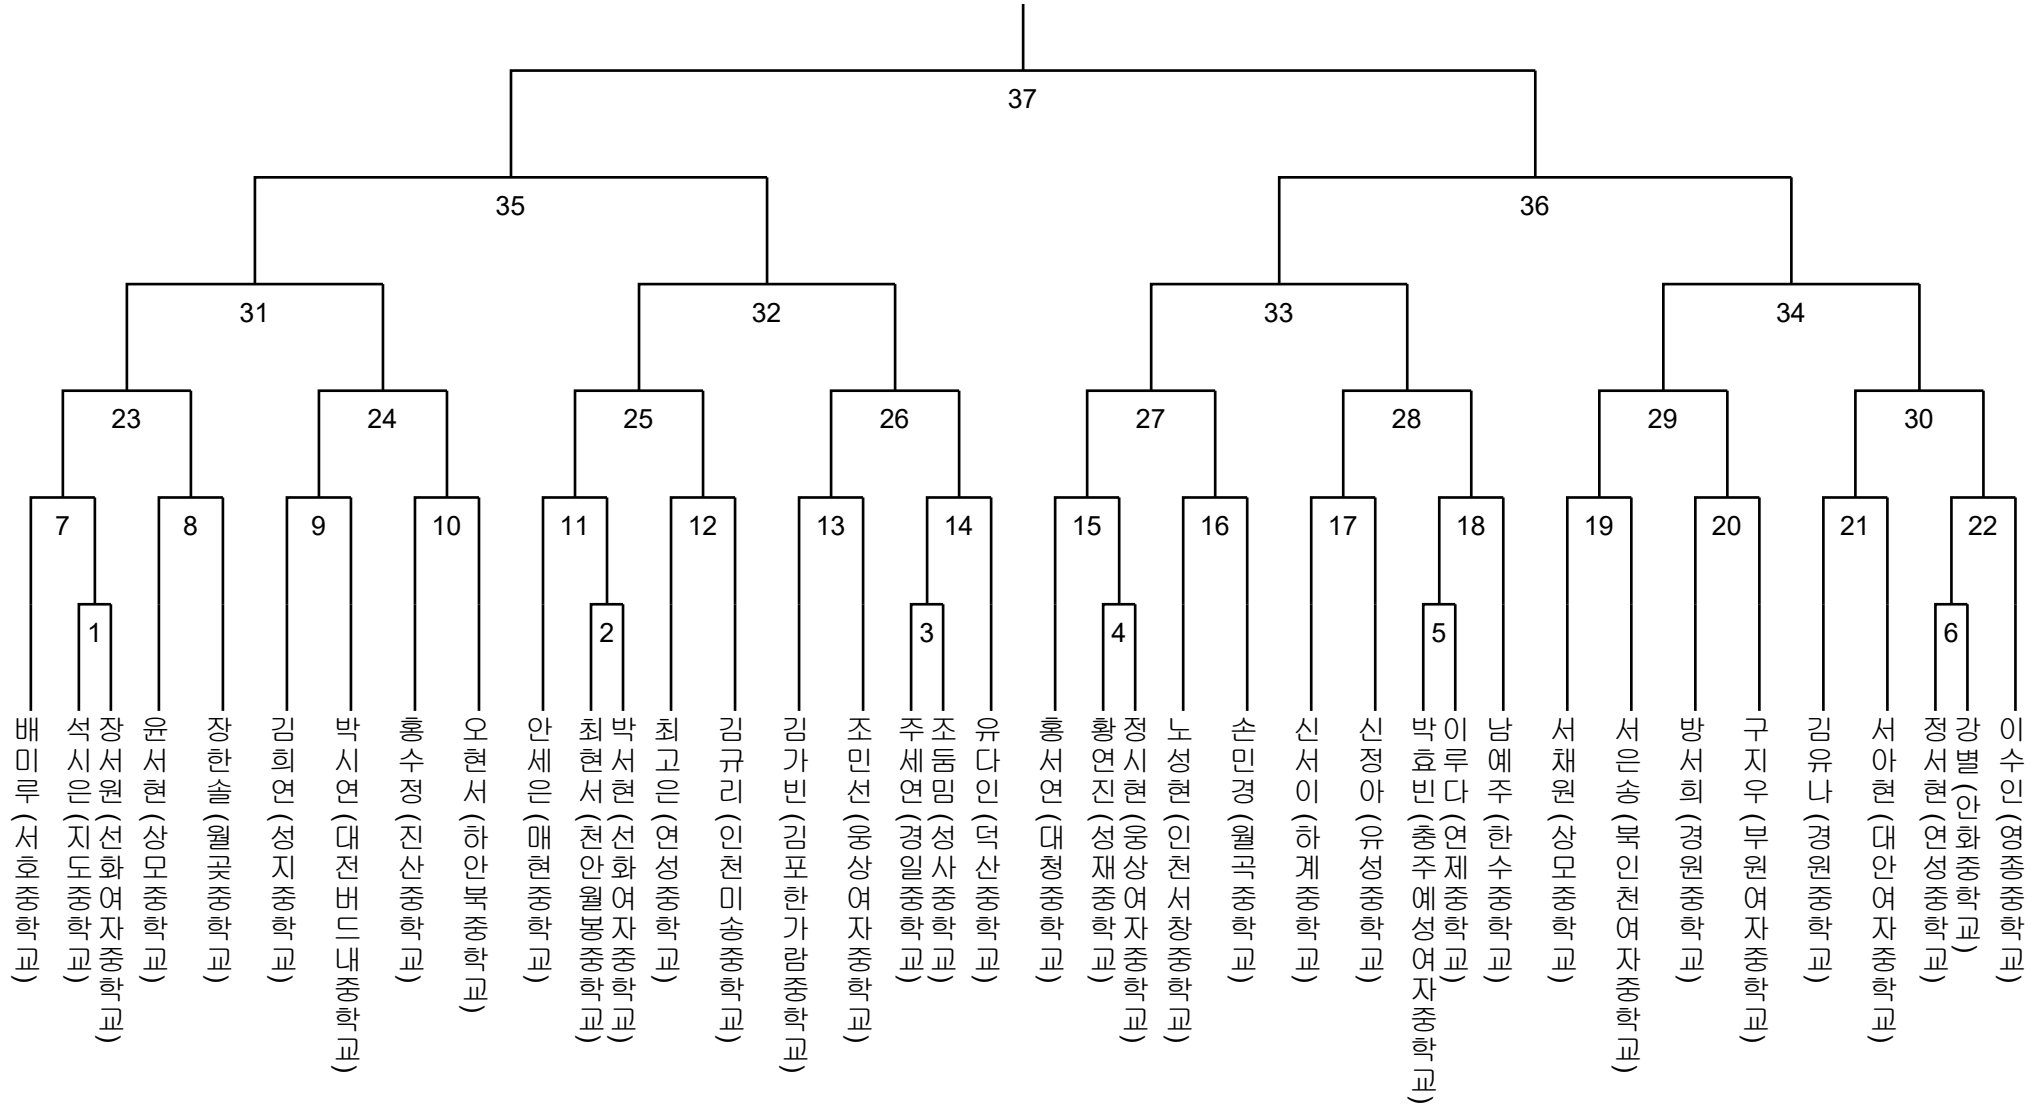 37
35
36
31
32
33
34
23
24
25
26
27
28
29
30
7
8
9
10
11
12
13
14
15
16
17
18
19
20
21
22
1
2
3
4
5
6
배미루(서호중학교)
석시은(지도중학교)
장서원(선화여자중학교)
윤서현(상모중학교)
장한솔(월곶중학교)
김희연(성지중학교)
박시연(대전버드내중학교)
홍수정(진산중학교)
오현서(하안북중학교)
안세은(매현중학교)
최현서(천안월봉중학교)
박서현(선화여자중학교)
최고은(연성중학교)
김규리(인천미송중학교)
김가빈(김포한가람중학교)
조민선(웅상여자중학교)
주세연(경일중학교)
조둠밈(성사중학교)
유다인(덕산중학교)
홍서연(대청중학교)
황연진(성재중학교)
정시현(웅상여자중학교)
노성현(인천서창중학교)
손민경(월곡중학교)
신서이(하계중학교)
신정아(유성중학교)
박효빈(충주예성여자중학교)
이루다(연제중학교)
남예주(한수중학교)
서채원(상모중학교)
서은송(북인천여자중학교)
방서희(경원중학교)
구지우(부원여자중학교)
김유나(경원중학교)
서아현(대안여자중학교)
정서현(연성중학교)
강별(안화중학교)
이수인(영종중학교)